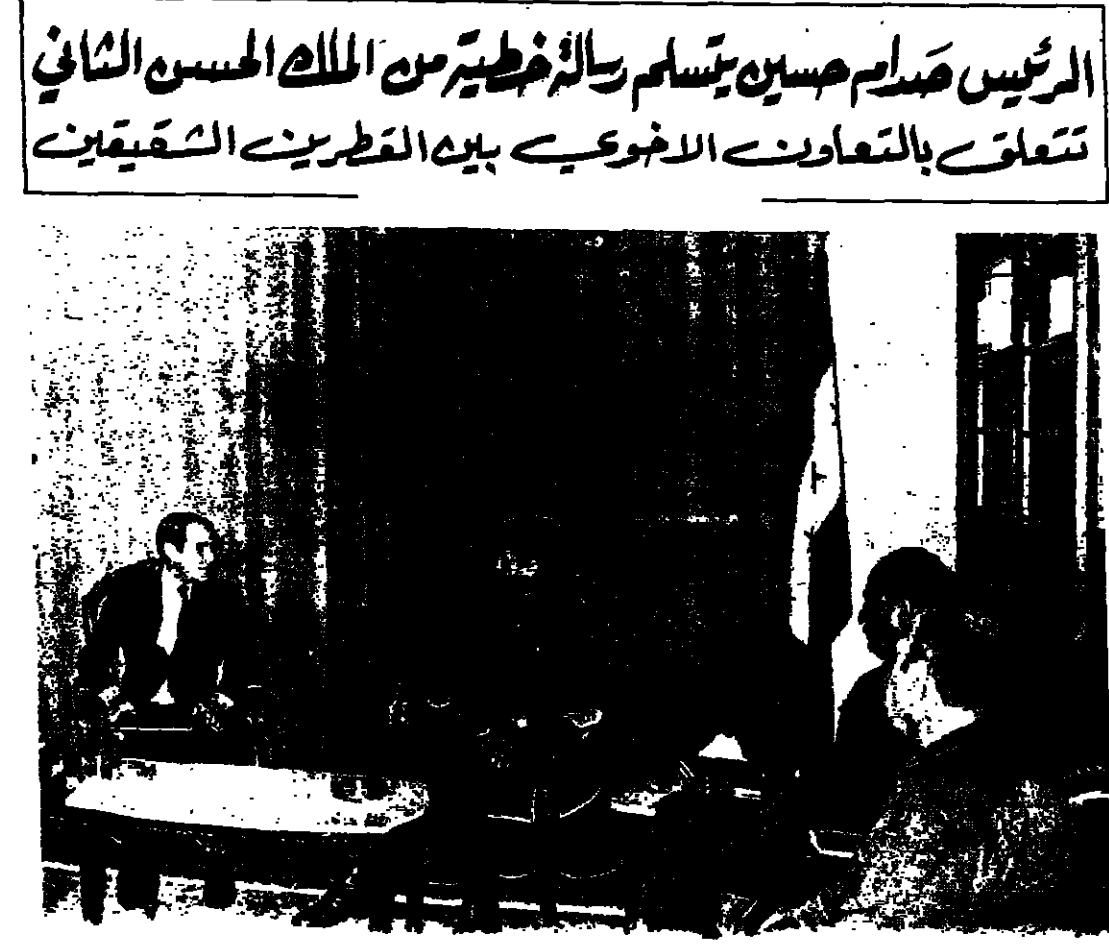 الرئيس صدام حسين يتسلم رسالة خطية من الملك الحسن الثاني
تتعلق بالتعاون الاخوي بين القطرين الشقيقين